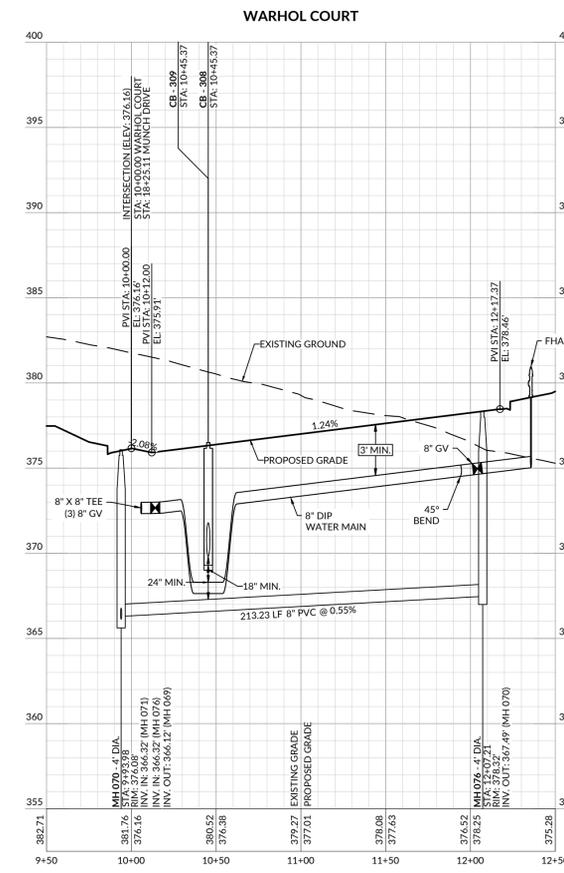 WARHOL COURT
400
395
390
385
380
375
370
365
360
355
CB - 309
STA: 10+45.37
CB - 308
STA: 10+45.37
INTERSECTION (ELEV: 376.16)
STA: 10+00.00 WARHOL COURT
STA: 18+25.11 MUNCH DRIVE
PVI STA: 10+00.00
EL: 376.16'
PVI STA: 10+12.00
EL: 375.91'
PVI STA: 12+17.37
EL: 378.46'
EXISTING GROUND
FHA
-2.08%
1.24%
3' MIN.
8" GV
PROPOSED GRADE
8" X 8" TEE
(3) 8" GV
8" DIP
WATER MAIN
45°
BEND
24" MIN.
18" MIN.
213.23 LF 8" PVC @ 0.55%
MH 070 - 4' DIA.
STA: 9+93.98
RIM: 376.08'
INV. IN: 366.32' (MH 071)
INV. IN: 366.32' (MH 076)
INV. OUT: 366.12' (MH 069)
EXISTING GRADE
PROPOSED GRADE
MH 076 - 4' DIA.
STA: 12+07.21
RIM: 378.32'
INV. OUT: 367.49' (MH 070)
382.71
381.76
376.16
380.52
376.38
379.27
377.01
378.08
377.63
376.52
378.25
375.28
9+50
10+00
10+50
11+00
11+50
12+00
12+50